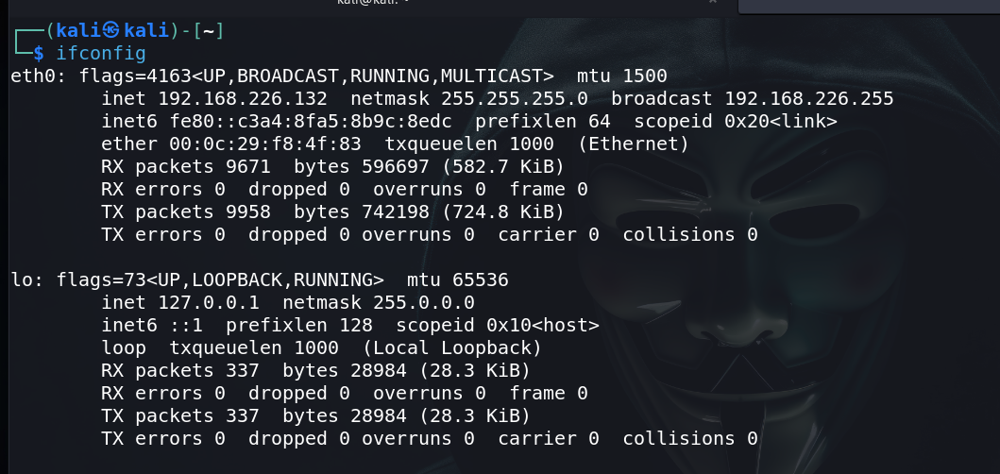 kali@kali: ~
┌──(kali㉿kali)-[~]
└─$ ifconfig
eth0: flags=4163<UP,BROADCAST,RUNNING,MULTICAST>  mtu 1500
        inet 192.168.226.132  netmask 255.255.255.0  broadcast 192.168.226.255
        inet6 fe80::c3a4:8fa5:8b9c:8edc  prefixlen 64  scopeid 0x20<link>
        ether 00:0c:29:f8:4f:83  txqueuelen 1000  (Ethernet)
        RX packets 9671  bytes 596697 (582.7 KiB)
        RX errors 0  dropped 0  overruns 0  frame 0
        TX packets 9958  bytes 742198 (724.8 KiB)
        TX errors 0  dropped 0 overruns 0  carrier 0  collisions 0

lo: flags=73<UP,LOOPBACK,RUNNING>  mtu 65536
        inet 127.0.0.1  netmask 255.0.0.0
        inet6 ::1  prefixlen 128  scopeid 0x10<host>
        loop  txqueuelen 1000  (Local Loopback)
        RX packets 337  bytes 28984 (28.3 KiB)
        RX errors 0  dropped 0  overruns 0  frame 0
        TX packets 337  bytes 28984 (28.3 KiB)
        TX errors 0  dropped 0 overruns 0  carrier 0  collisions 0